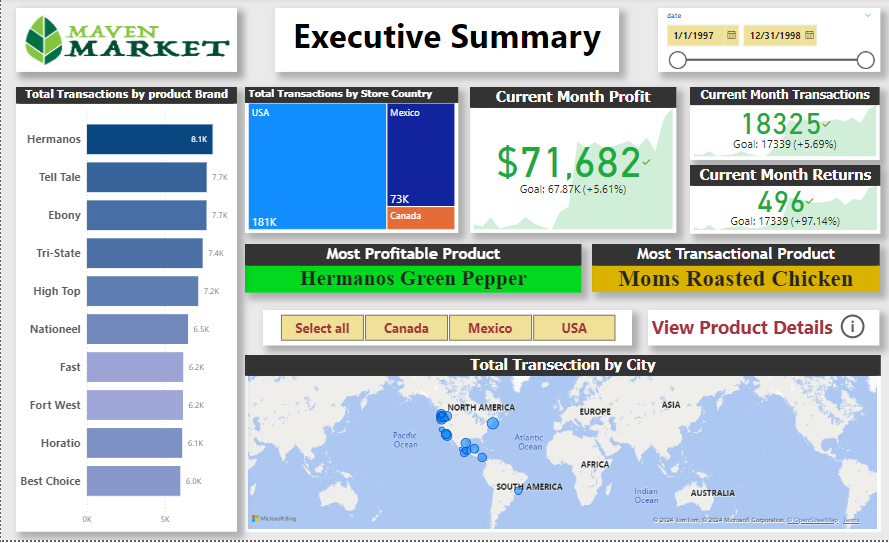 MAVEN
MARKET
Executive Summary
date
1/1/1997
12/31/1998
Total Transactions by product Brand
Hermanos
8.1K
Tell Tale
7.7K
Ebony
7.7K
Tri-State
7.4K
High Top
7.2K
Nationeel
6.5K
Fast
6.2K
Fort West
6.2K
Horatio
6.1K
Best Choice
6.0K
0K
5K
Total Transactions by Store Country
USA
181K
Mexico
73K
Canada
Current Month Profit
$71,682
Goal: 67.87K (+5.61%)
Current Month Transactions
18325
Goal: 17339 (+5.69%)
Current Month Returns
496
Goal: 17339 (+97.14%)
Most Profitable Product
Hermanos Green Pepper
Most Transactional Product
Moms Roasted Chicken
Select all
Canada
Mexico
USA
View Product Details
Total Transection by City
NORTH AMERICA
EUROPE
ASIA
Pacific
Ocean
Atlantic
Ocean
AFRICA
SOUTH AMERICA
Indian
Ocean
AUSTRALIA
Microsoft Bing
© 2024 TomTom, © 2024 Microsoft Corporation, © OpenStreetMap Terms